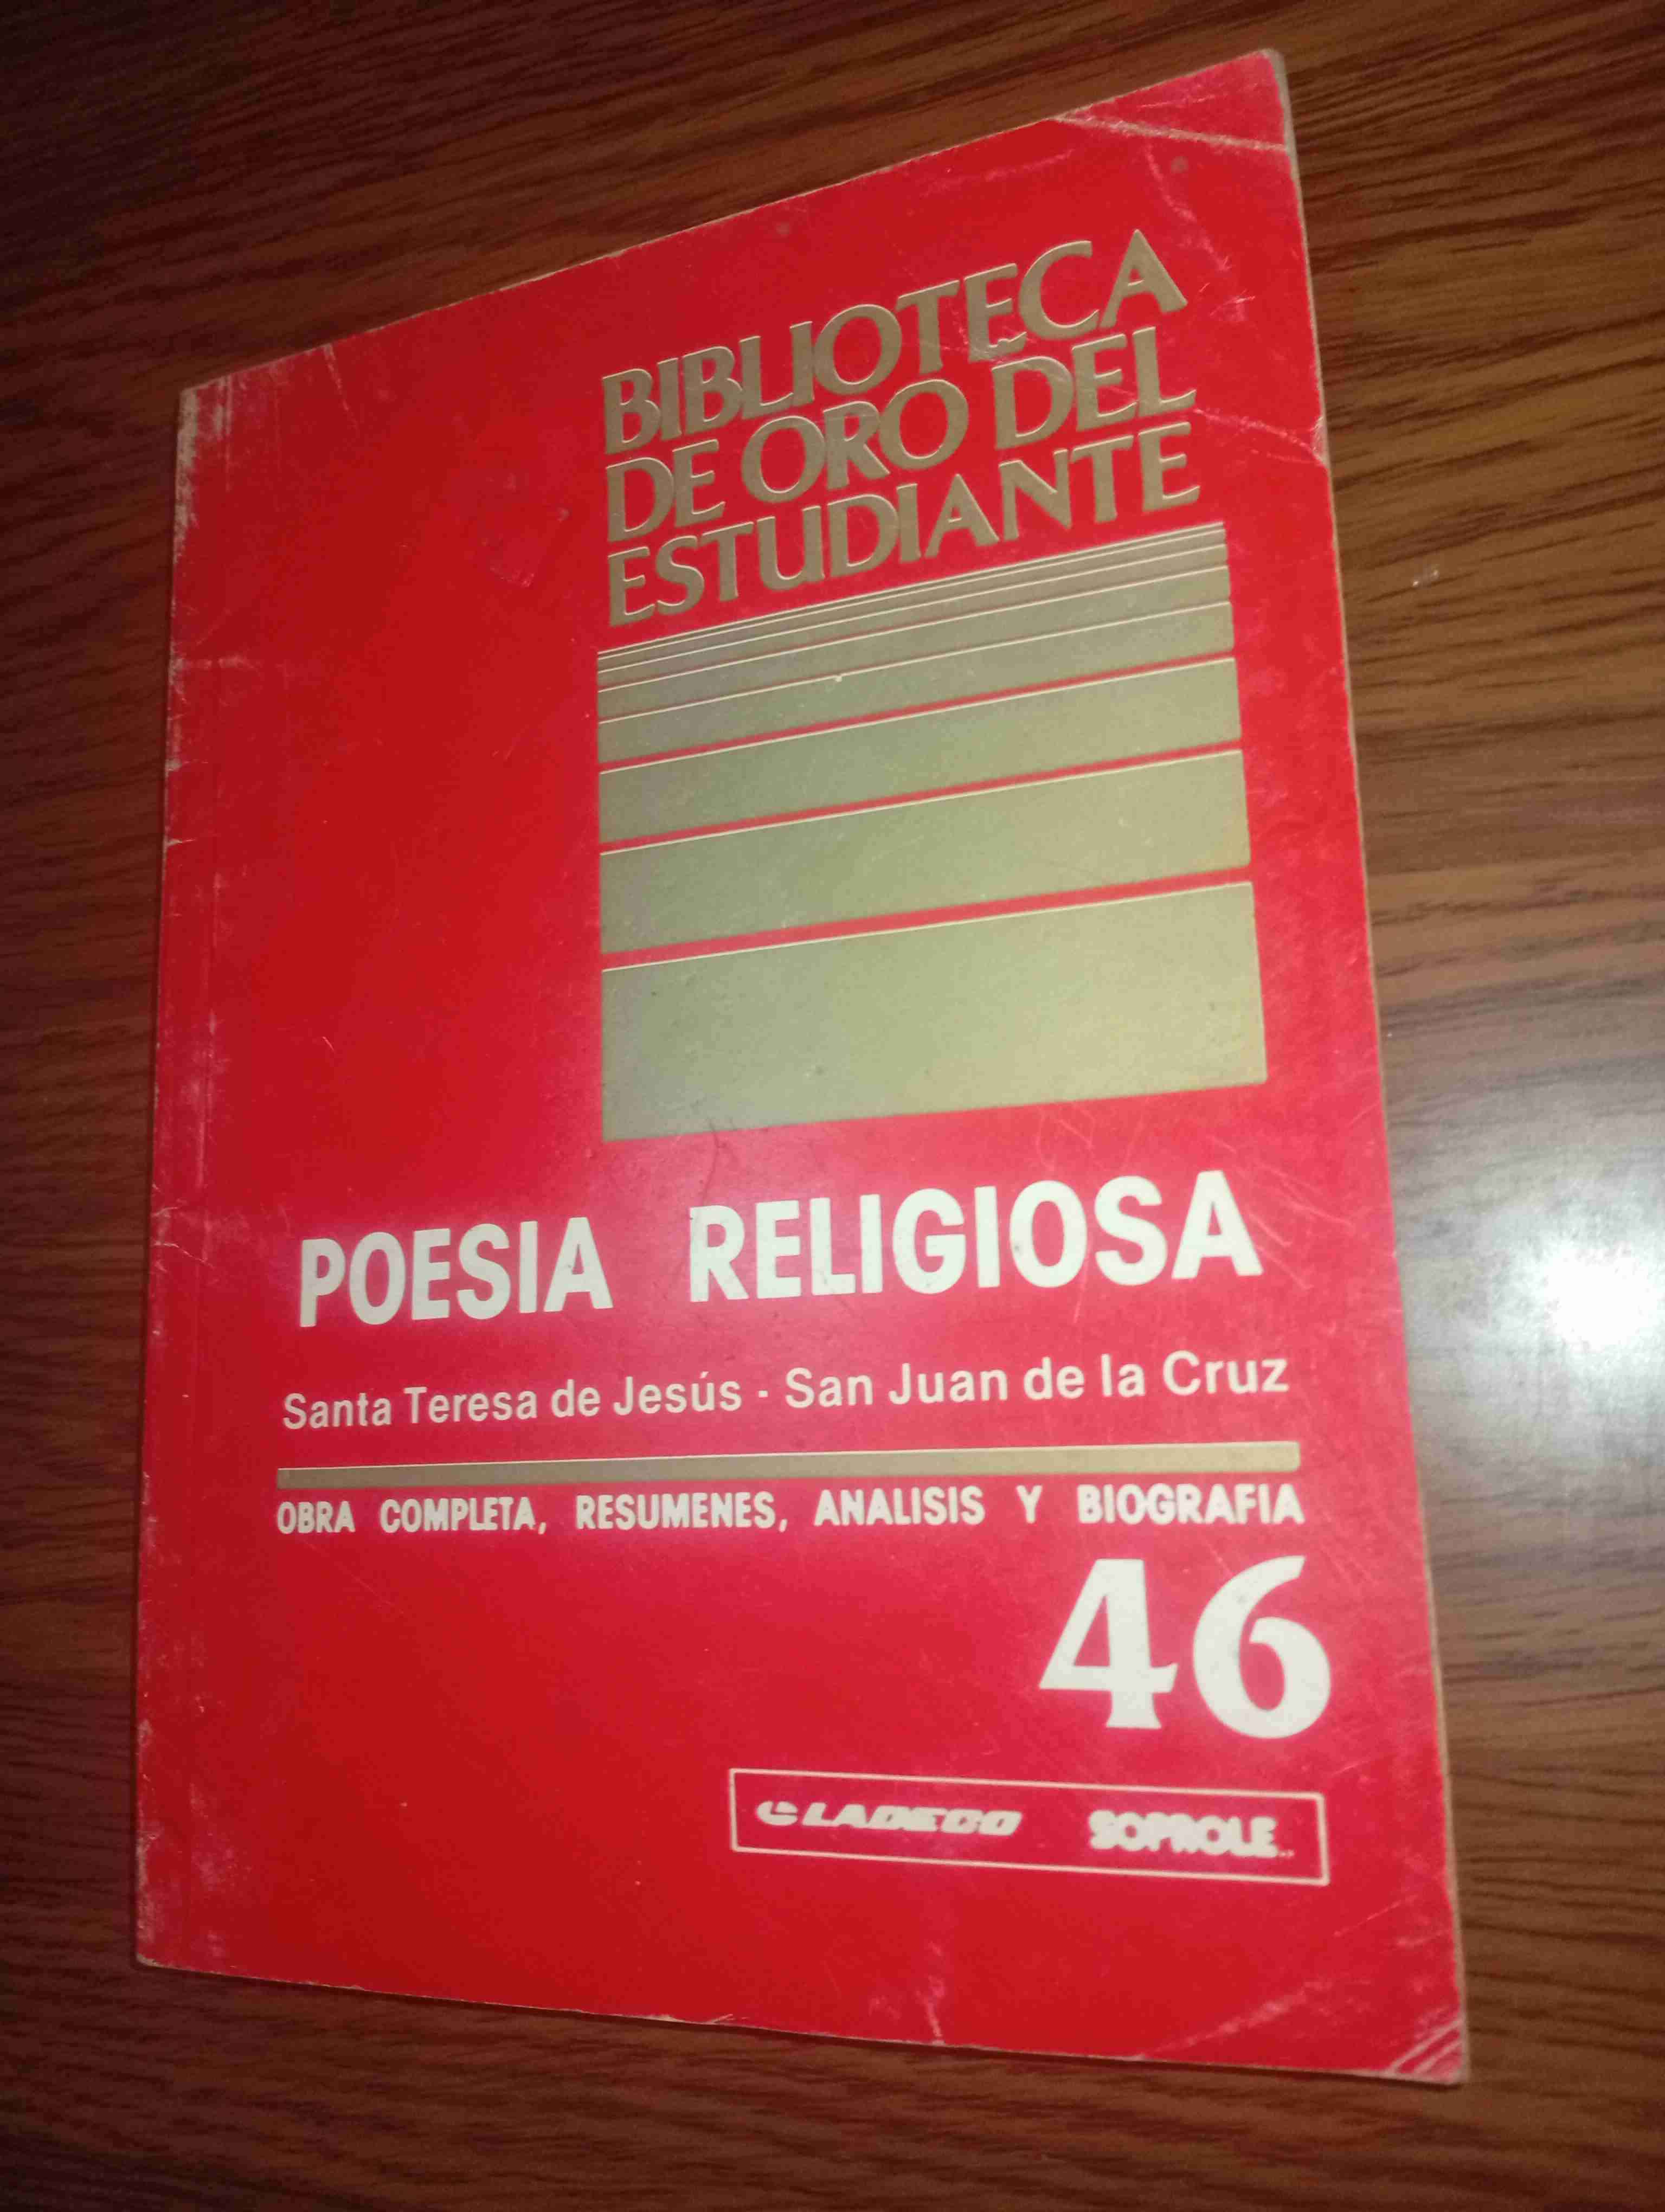 BIBLIOTECA
DE ORO DEL
ESTUDIANTE
POESIA RELIGIOSA
Santa Teresa de Jesús - San Juan de la Cruz
OBRA COMPLETA, RESUMENES, ANALISIS Y BIOGRAFIA
46
LADECO SOPROLE